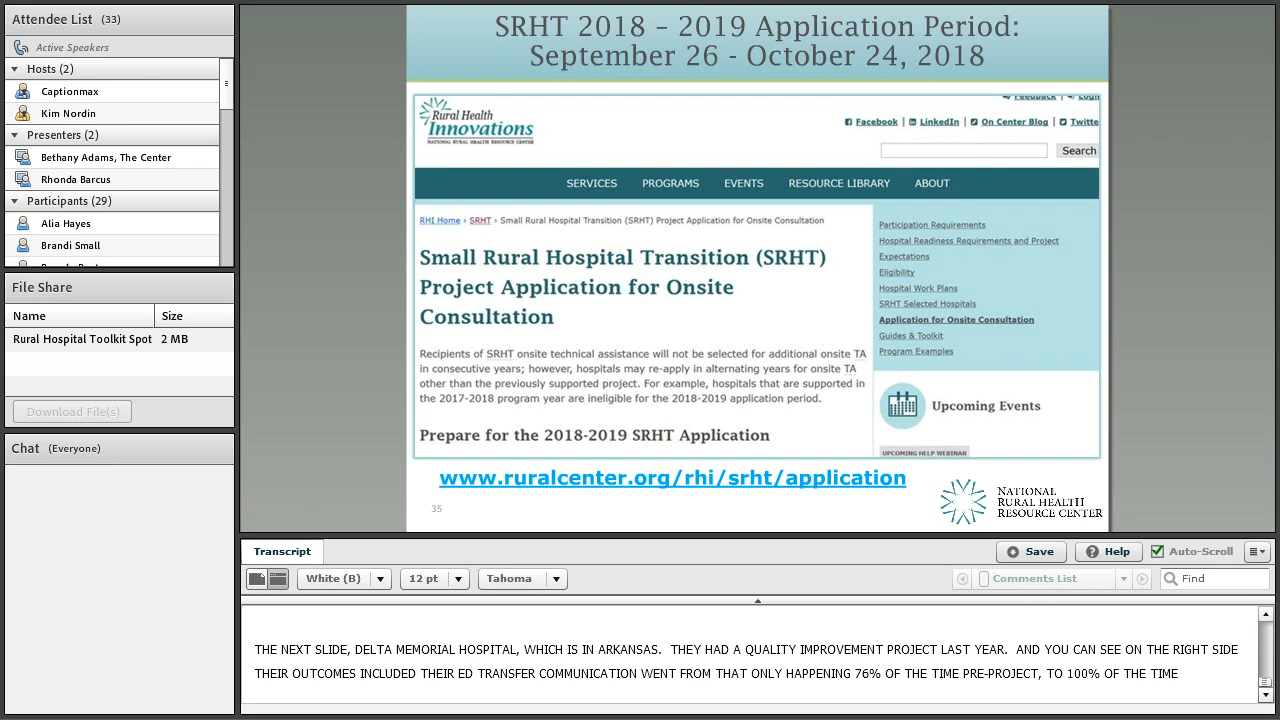 Attendee List (33)
Active Speakers
Hosts (2)
Captionmax
Kim Nordin
Presenters (2)
Bethany Adams, The Center
Rhonda Barcus
Participants (29)
Alia Hayes
Brandi Small
File Share
Name Size
Rural Hospital Toolkit Spot 2 MB
Download File(s)
Chat (Everyone)
SRHT 2018 – 2019 Application Period:
September 26 - October 24, 2018
Feedback Login
Rural Health
Innovations
NATIONAL RURAL HEALTH RESOURCE CENTER
Facebook | LinkedIn | On Center Blog | Twitte
Search
SERVICES PROGRAMS EVENTS RESOURCE LIBRARY ABOUT
RHI Home › SRHT › Small Rural Hospital Transition (SRHT) Project Application for Onsite Consultation
Small Rural Hospital Transition (SRHT)
Project Application for Onsite
Consultation
Recipients of SRHT onsite technical assistance will not be selected for additional onsite TA
in consecutive years; however, hospitals may re-apply in alternating years for onsite TA
other than the previously supported project. For example, hospitals that are supported in
the 2017-2018 program year are ineligible for the 2018-2019 application period.
Prepare for the 2018-2019 SRHT Application
Participation Requirements
Hospital Readiness Requirements and Project
Expectations
Eligibility
Hospital Work Plans
SRHT Selected Hospitals
Application for Onsite Consultation
Guides & Toolkit
Program Examples
Upcoming Events
UPCOMING HELP WEBINAR
www.ruralcenter.org/rhi/srht/application
35
NATIONAL
RURAL HEALTH
RESOURCE CENTER
Transcript
Save
Help
Auto-Scroll
White (B)
12 pt
Tahoma
Comments List
Find
THE NEXT SLIDE, DELTA MEMORIAL HOSPITAL, WHICH IS IN ARKANSAS. THEY HAD A QUALITY IMPROVEMENT PROJECT LAST YEAR. AND YOU CAN SEE ON THE RIGHT SIDE
THEIR OUTCOMES INCLUDED THEIR ED TRANSFER COMMUNICATION WENT FROM THAT ONLY HAPPENING 76% OF THE TIME PRE-PROJECT, TO 100% OF THE TIME